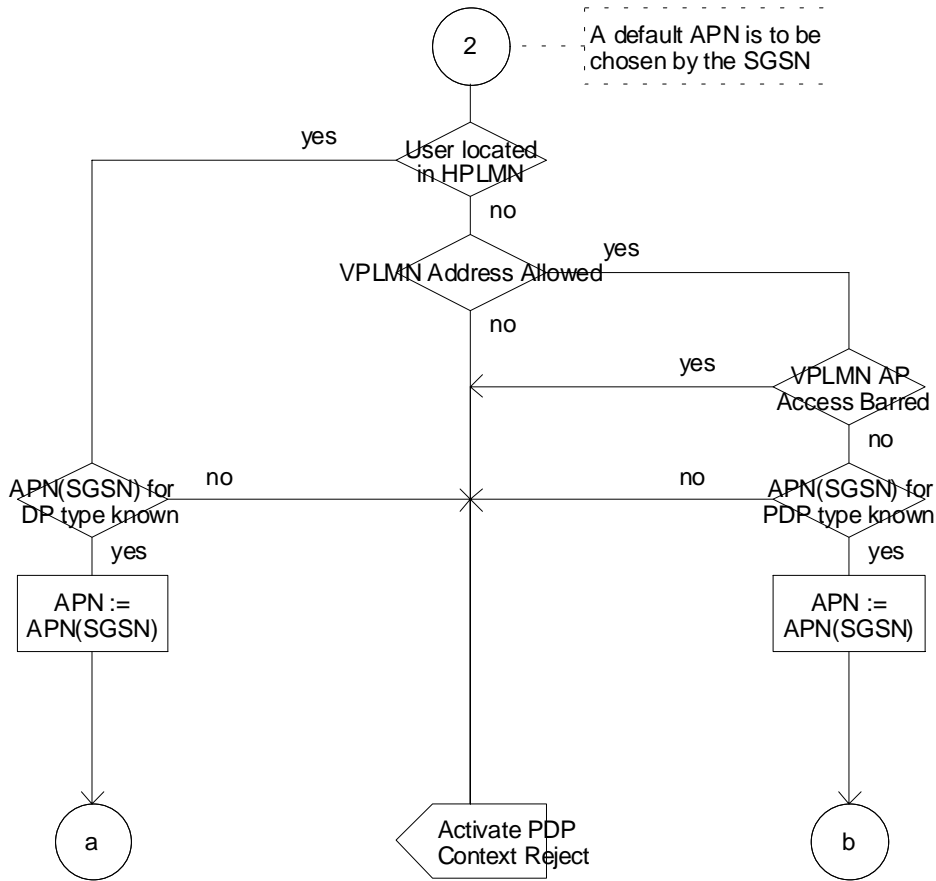 2
A default APN is to be
chosen by the SGSN
yes
User located
in HPLMN
no
VPLMN Address Allowed
yes
no
yes
VPLMN AP
Access Barred
no
APN(SGSN) for
DP type known
no
no
APN(SGSN) for
PDP type known
yes
yes
APN :=
APN(SGSN)
APN :=
APN(SGSN)
a
Activate PDP
Context Reject
b